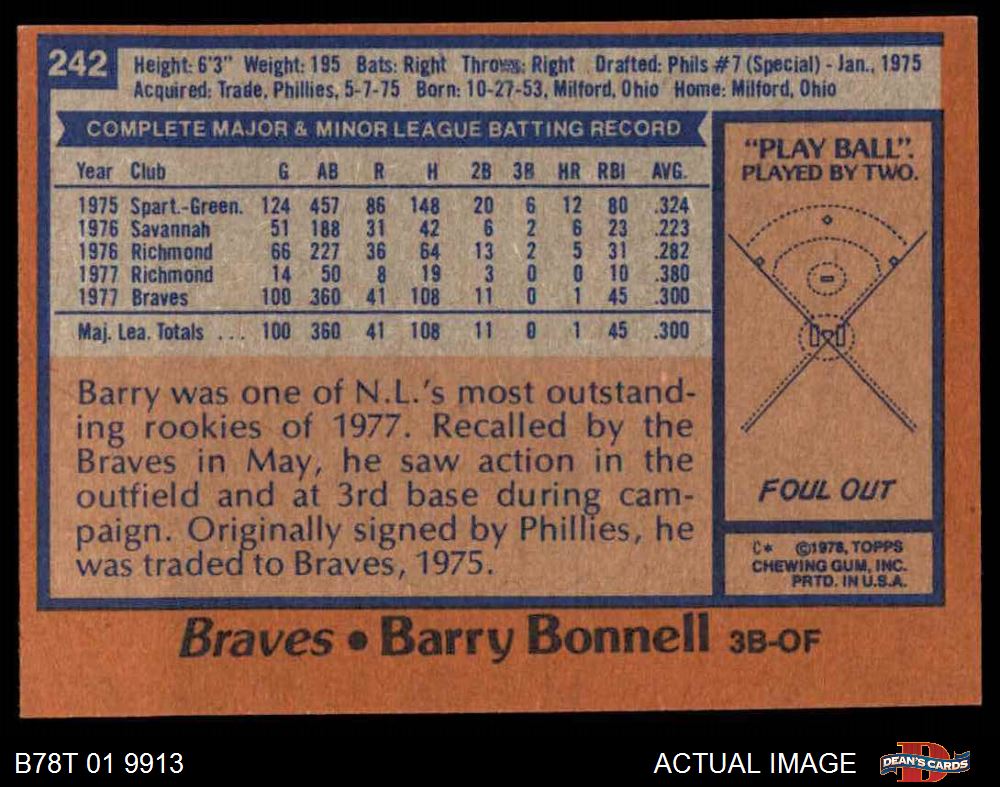 242 Height: 6'3" Weight: 195 Bats: Right Throws: Right Drafted: Phils #7 (Special) - Jan., 1975
Acquired: Trade, Phillies, 5-7-75 Born: 10-27-53, Milford, Ohio Home: Milford, Ohio
COMPLETE MAJOR & MINOR LEAGUE BATTING RECORD
Year Club G AB R H 2B 3B HR RBI AVG.
1975 Spart.-Green. 124 457 86 148 20 6 12 80 .324
1976 Savannah 51 188 31 42 6 2 6 23 .223
1976 Richmond 66 227 36 64 13 2 5 31 .282
1977 Richmond 14 50 8 19 3 0 0 10 .380
1977 Braves 100 360 41 108 11 0 1 45 .300
Maj. Lea. Totals ... 100 360 41 108 11 0 1 45 .300
Barry was one of N.L.'s most outstand-
ing rookies of 1977. Recalled by the
Braves in May, he saw action in the
outfield and at 3rd base during cam-
paign. Originally signed by Phillies, he
was traded to Braves, 1975.
"PLAY BALL".
PLAYED BY TWO.
FOUL OUT
C* ©1978, TOPPS
CHEWING GUM, INC.
PRTD. IN U.S.A.
Braves • Barry Bonnell 3B-OF
B78T 01 9913
ACTUAL IMAGE
D
DEAN'S CARDS